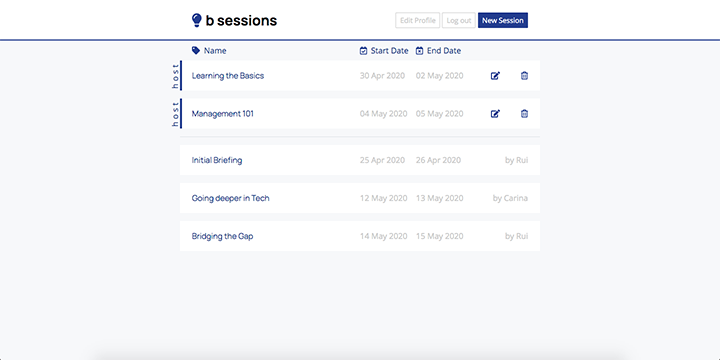 b sessions
Edit Profile Log out New Session
Name Start Date End Date
host
Learning the Basics 30 Apr 2020 02 May 2020
host
Management 101 04 May 2020 05 May 2020
Initial Briefing 25 Apr 2020 26 Apr 2020 by Rui
Going deeper in Tech 12 May 2020 13 May 2020 by Carina
Bridging the Gap 14 May 2020 15 May 2020 by Rui